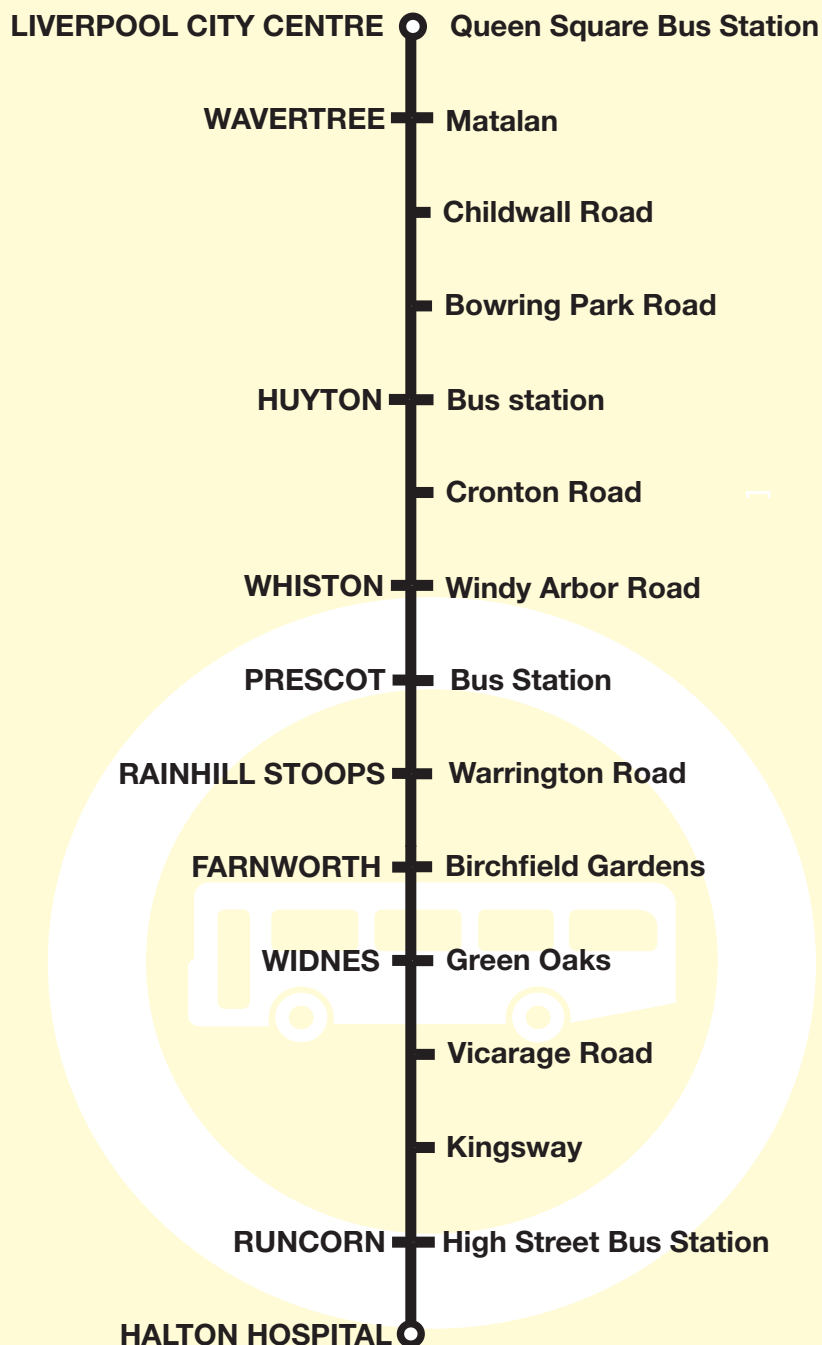 LIVERPOOL CITY CENTRE Queen Square Bus Station
WAVERTREE Matalan
Childwall Road
Bowring Park Road
HUYTON Bus station
Cronton Road
WHISTON Windy Arbor Road
PRESCOT Bus Station
RAINHILL STOOPS Warrington Road
FARNWORTH Birchfield Gardens
WIDNES Green Oaks
Vicarage Road
Kingsway
RUNCORN High Street Bus Station
HALTON HOSPITAL